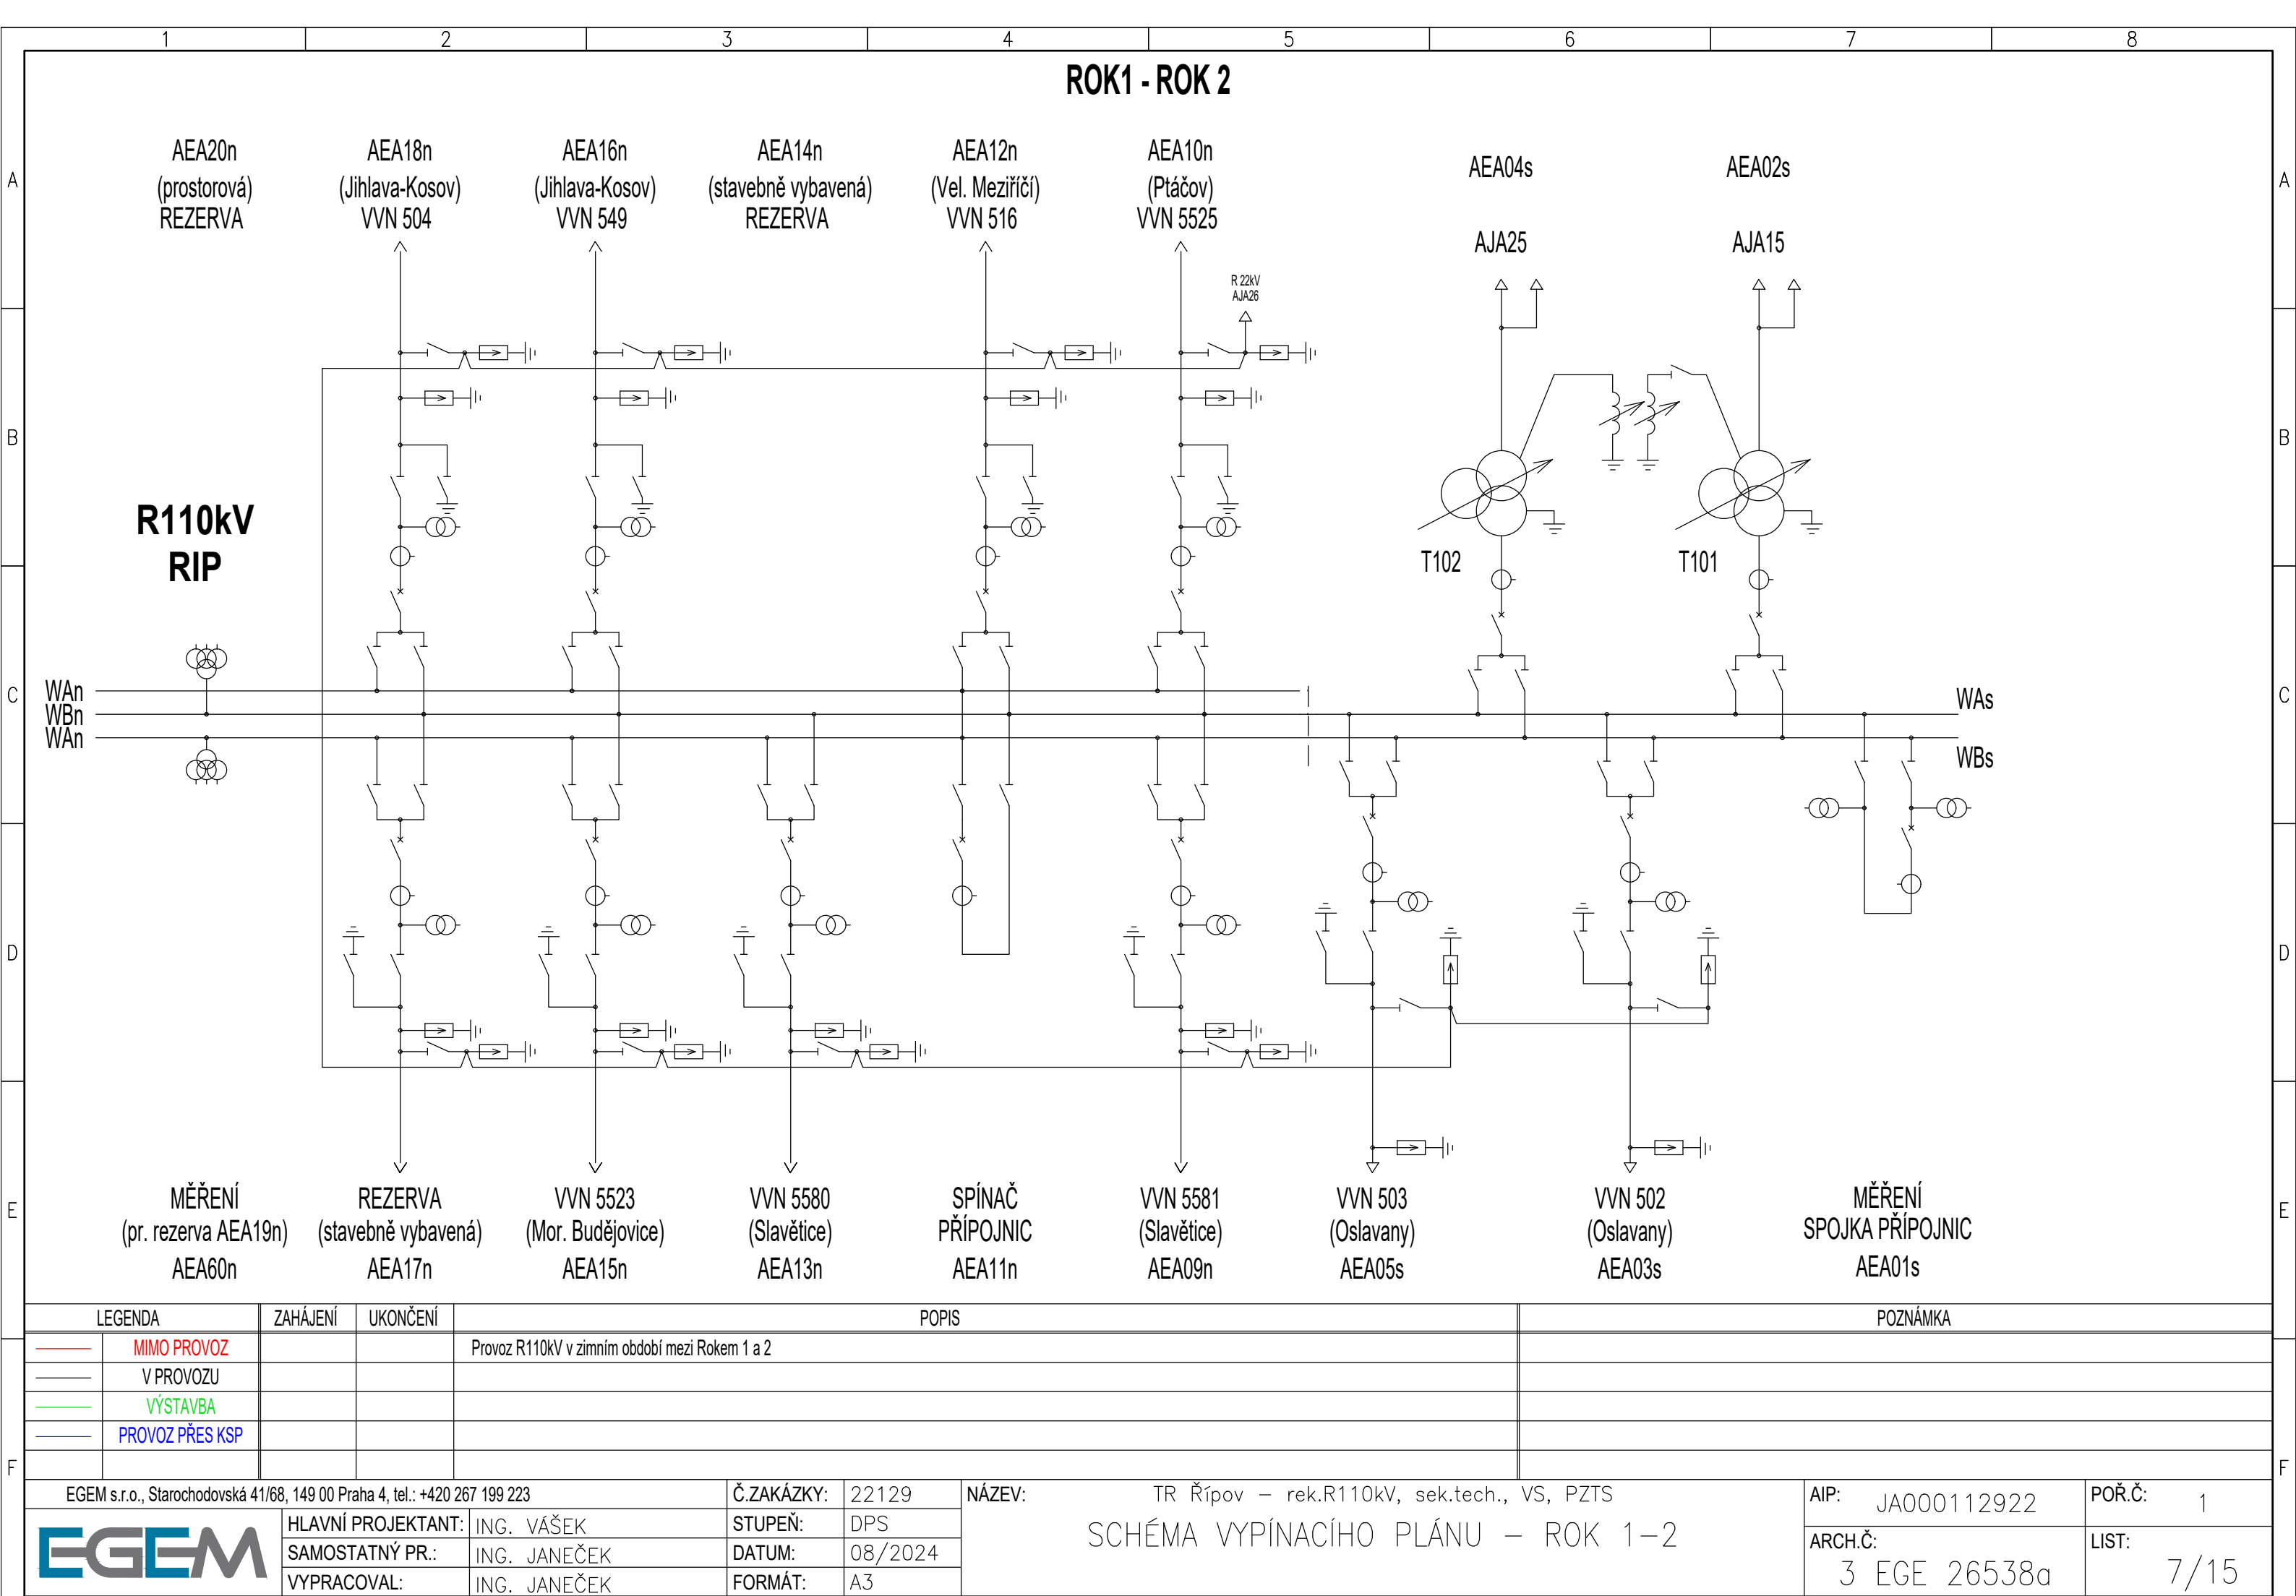 1 2 3 4 5 6 7 8
ROK1 - ROK 2
AEA20n
(prostorová)
REZERVA
AEA18n
(Jihlava-Kosov)
VVN 504
AEA16n
(Jihlava-Kosov)
VVN 549
AEA14n
(stavebně vybavená)
REZERVA
AEA12n
(Vel. Meziříčí)
VVN 516
AEA10n
(Ptáčov)
VVN 5525
AEA04s
AJA25
AEA02s
AJA15
A A
R 22kV
AJA26
B B
R110kV
RIP
T102
T101
C C
WAn
WBn
WAn
WAs
WBs
D D
E E
MĚŘENÍ
(pr. rezerva AEA19n)
AEA60n
REZERVA
(stavebně vybavená)
AEA17n
VVN 5523
(Mor. Budějovice)
AEA15n
VVN 5580
(Slavětice)
AEA13n
SPÍNAČ
PŘÍPOJNIC
AEA11n
VVN 5581
(Slavětice)
AEA09n
VVN 503
(Oslavany)
AEA05s
VVN 502
(Oslavany)
AEA03s
MĚŘENÍ
SPOJKA PŘÍPOJNIC
AEA01s
LEGENDA ZAHÁJENÍ UKONČENÍ POPIS POZNÁMKA
MIMO PROVOZ Provoz R110kV v zimním období mezi Rokem 1 a 2
V PROVOZU
VÝSTAVBA
PROVOZ PŘES KSP
F F
EGEM s.r.o., Starochodovská 41/68, 149 00 Praha 4, tel.: +420 267 199 223
EGEM
HLAVNÍ PROJEKTANT: ING. VÁŠEK
SAMOSTATNÝ PR.: ING. JANEČEK
VYPRACOVAL: ING. JANEČEK
Č.ZAKÁZKY: 22129
STUPEŇ: DPS
DATUM: 08/2024
FORMÁT: A3
NÁZEV: TR Řípov – rek.R110kV, sek.tech., VS, PZTS
SCHÉMA VYPÍNACÍHO PLÁNU – ROK 1-2
AIP: JA000112922
POŘ.Č: 1
ARCH.Č: 3 EGE 26538a
LIST: 7/15